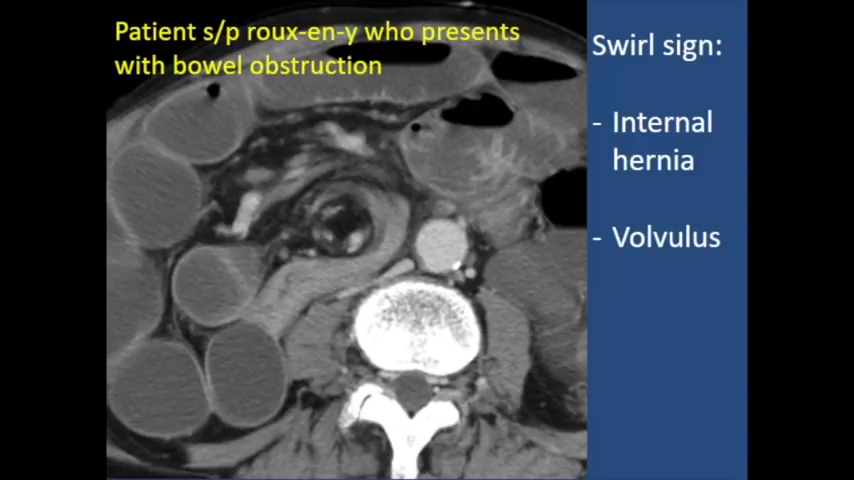 Patient s/p roux-en-y who presents
with bowel obstruction
Swirl sign:
- Internal
hernia
- Volvulus